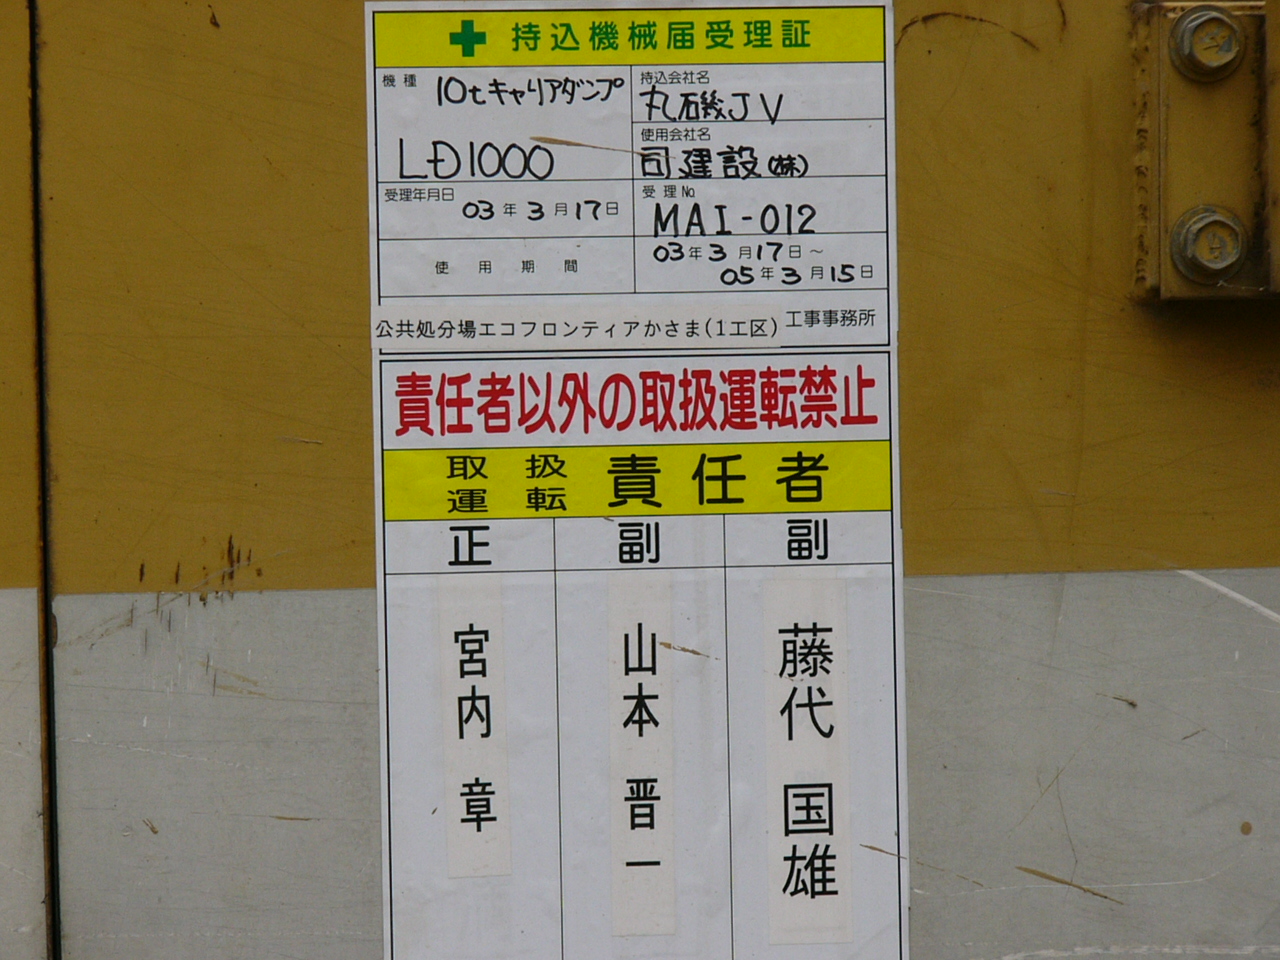 持込機械届受理証
機種 10tキャリアダンプ
LD1000
持込会社名
丸磯JV
使用会社名
司建設(株)
受理年月日 03年3月17日
受理No
MAI-012
使用期間
03年3月17日~
05年3月15日
公共処分場エコフロンティアかさま(1工区)工事事務所
責任者以外の取扱運転禁止
取扱運転責任者
正 副 副
宮内 章
山本 晋一
藤代 国雄